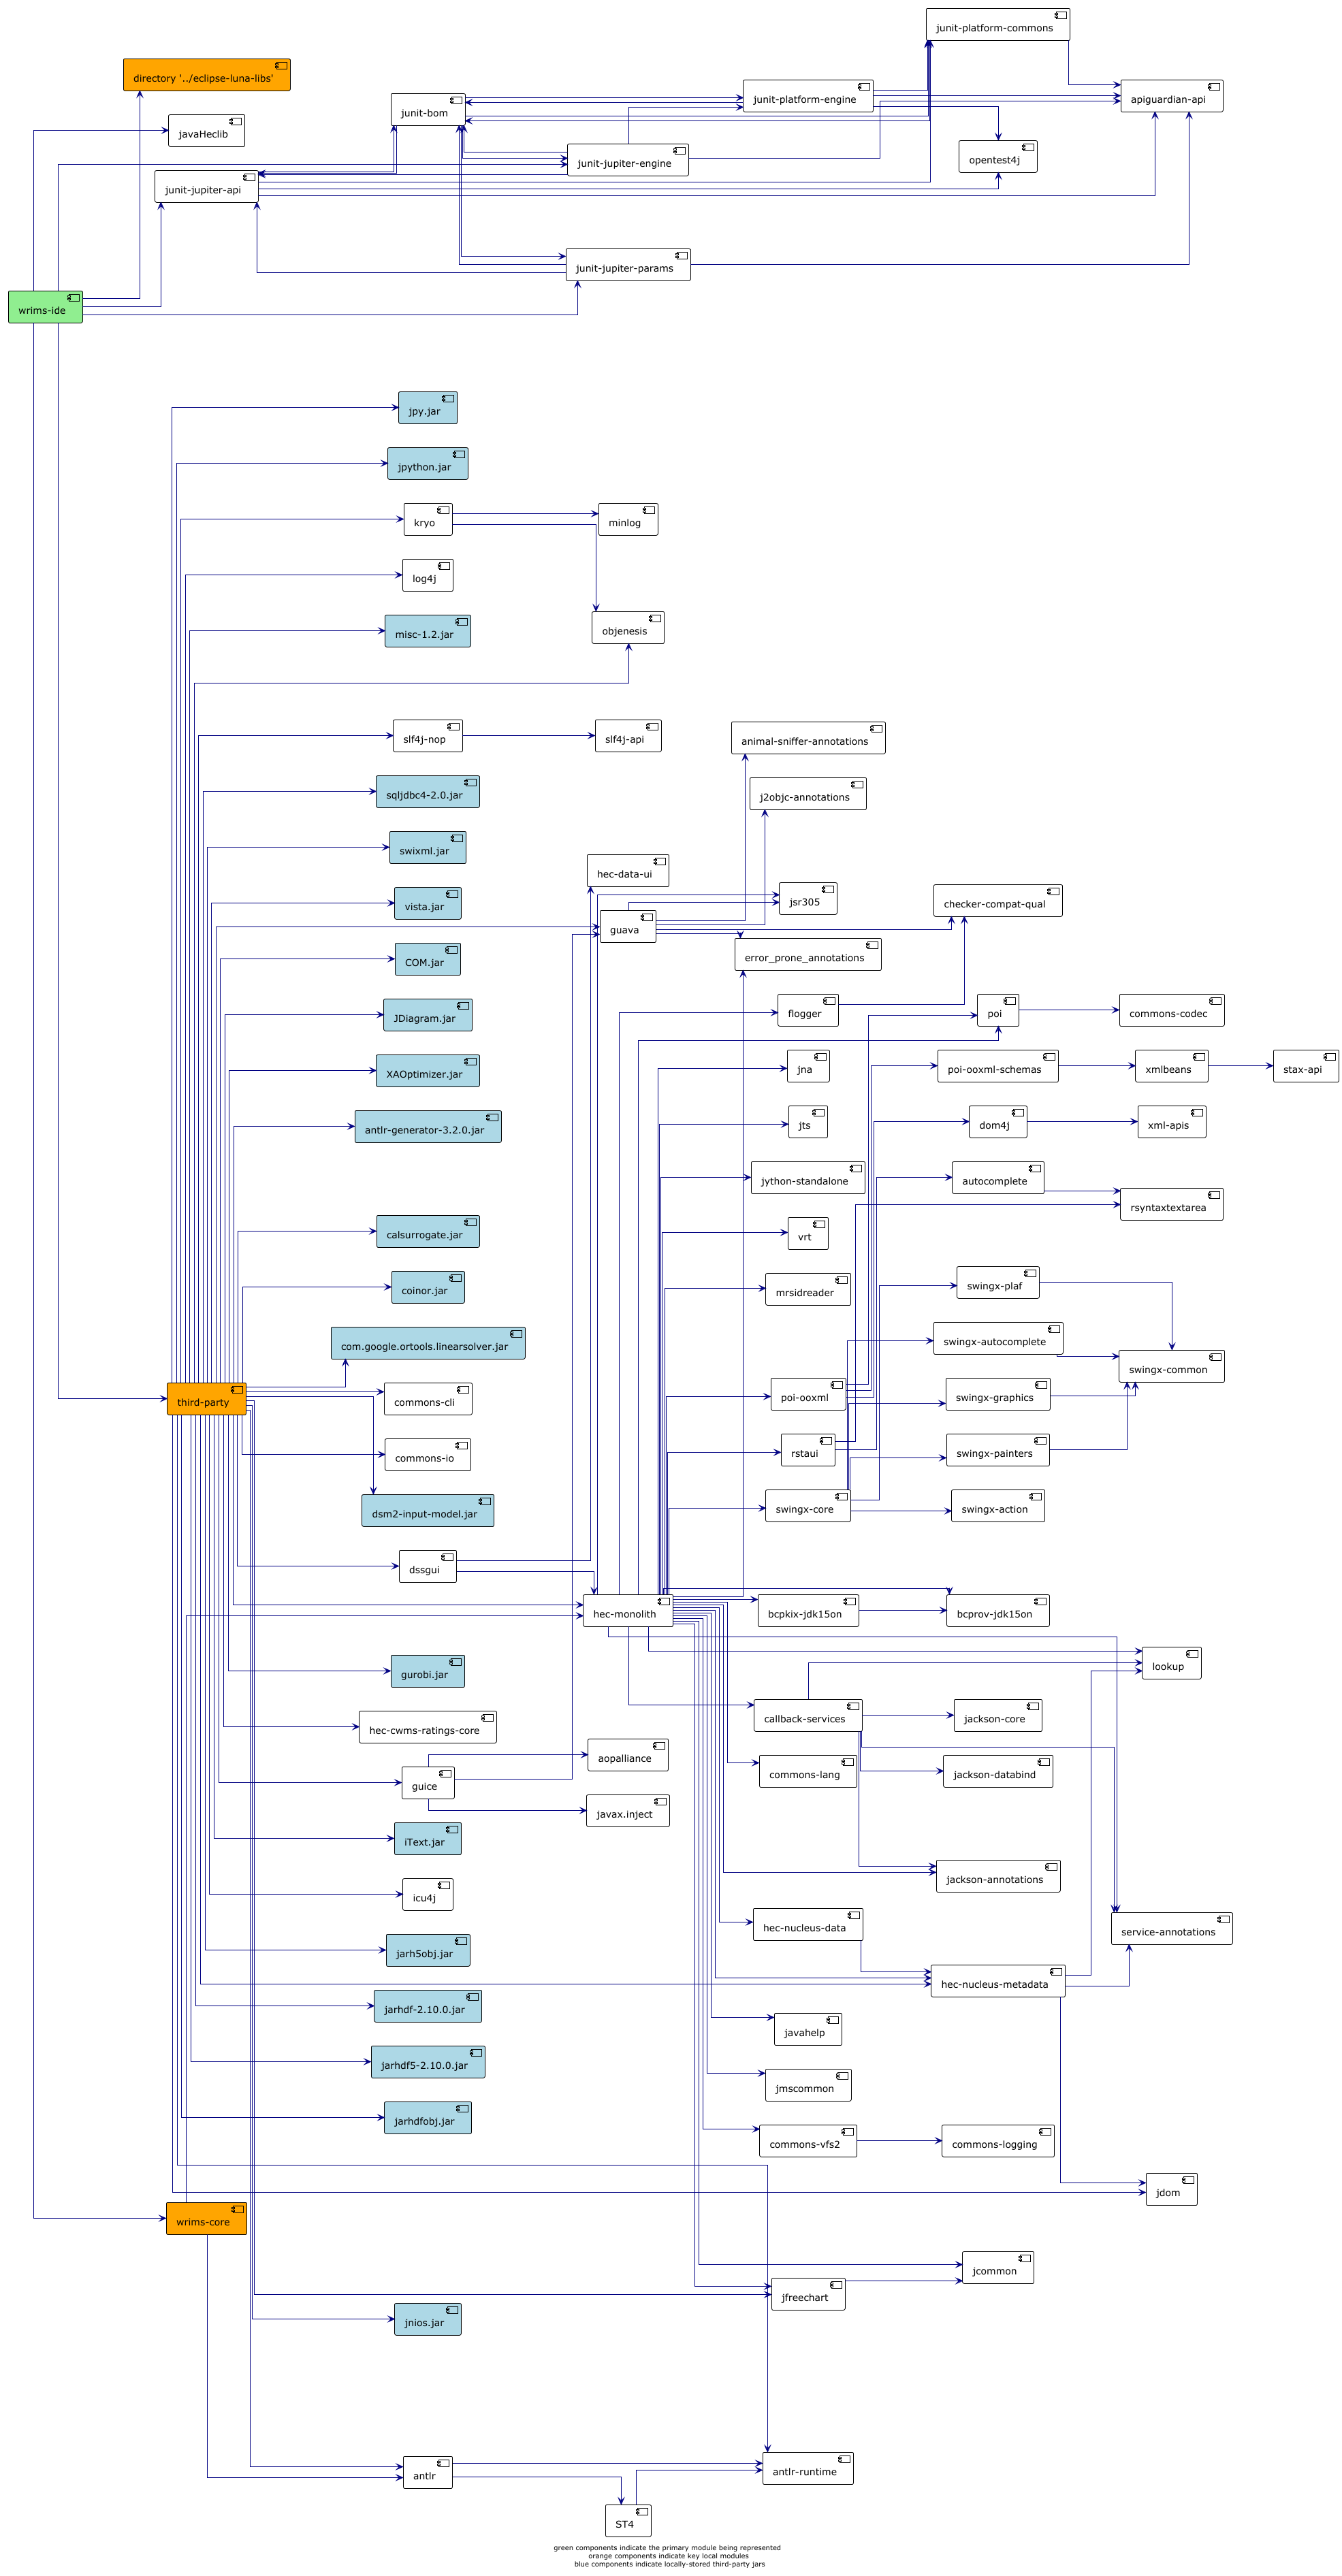 junit-platform-commons
directory '../eclipse-luna-libs'
junit-bom
junit-platform-engine
apiguardian-api
javaHeclib
junit-jupiter-engine
opentest4j
junit-jupiter-api
junit-jupiter-params
wrims-ide
jpy.jar
jpython.jar
kryo
minlog
log4j
misc-1.2.jar
objenesis
slf4j-nop
slf4j-api
animal-sniffer-annotations
sqljdbc4-2.0.jar
j2objc-annotations
swixml.jar
hec-data-ui
vista.jar
jsr305
checker-compat-qual
guava
COM.jar
error_prone_annotations
JDiagram.jar
flogger
poi
commons-codec
XAOptimizer.jar
jna
poi-ooxml-schemas
xmlbeans
stax-api
antlr-generator-3.2.0.jar
jts
dom4j
xml-apis
jython-standalone
autocomplete
rsyntaxtextarea
calsurrogate.jar
vrt
coinor.jar
mrsidreader
swingx-plaf
com.google.ortools.linearsolver.jar
swingx-autocomplete
swingx-common
third-party
commons-cli
poi-ooxml
swingx-graphics
commons-io
rstaui
swingx-painters
dsm2-input-model.jar
swingx-core
swingx-action
dssgui
hec-monolith
bcpkix-jdk15on
bcprov-jdk15on
gurobi.jar
lookup
hec-cwms-ratings-core
callback-services
jackson-core
aopalliance
guice
commons-lang
jackson-databind
javax.inject
iText.jar
icu4j
jackson-annotations
jarh5obj.jar
hec-nucleus-data
service-annotations
hec-nucleus-metadata
jarhdf-2.10.0.jar
javahelp
jarhdf5-2.10.0.jar
jmscommon
jarhdfobj.jar
commons-vfs2
commons-logging
jdom
wrims-core
jcommon
jfreechart
jnios.jar
antlr
antlr-runtime
ST4
green components indicate the primary module being represented
orange components indicate key local modules
blue components indicate locally-stored third-party jars